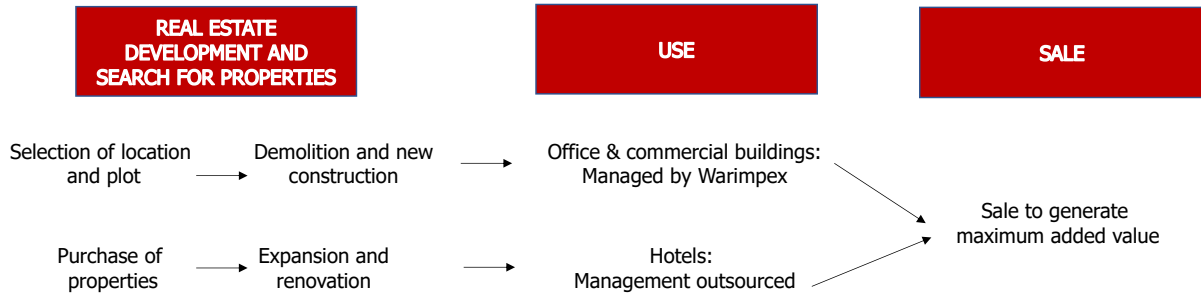 REAL ESTATE
DEVELOPMENT AND
SEARCH FOR PROPERTIES
USE
SALE
Selection of location
and plot
Demolition and new
construction
Office & commercial buildings:
Managed by Warimpex
Purchase of
properties
Expansion and
renovation
Hotels:
Management outsourced
Sale to generate
maximum added value